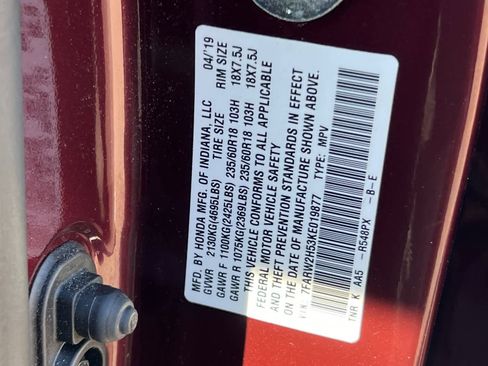 MFD. BY HONDA MFG. OF INDIANA, LLC 04/'19
GVWR 2130KG(4695LBS) TIRE SIZE RIM SIZE
GAWR F 1100KG(2425LBS) 235/60R18 103H 18X7.5J
GAWR R 1075KG(2369LBS) 235/60R18 103H 18X7.5J
THIS VEHICLE CONFORMS TO ALL APPLICABLE
FEDERAL MOTOR VEHICLE SAFETY
AND THEFT PREVENTION STANDARDS IN EFFECT
ON THE DATE OF MANUFACTURE SHOWN ABOVE.
V.I.N.: 7FARW2H53KE019877 TYPE: MPV
TNR K AA5 -R548PX -B-E